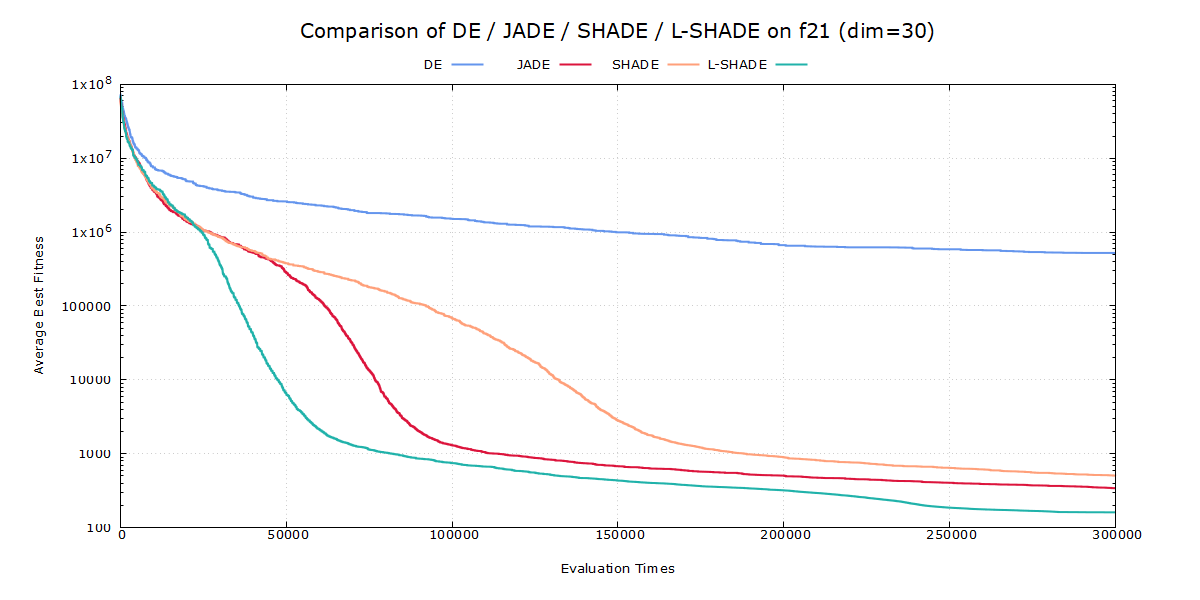 Comparison of DE / JADE / SHADE / L-SHADE on f21 (dim=30)
DE JADE SHADE L-SHADE
1x10^8
1x10^7
1x10^6
100000
10000
1000
100
Average Best Fitness
0 50000 100000 150000 200000 250000 300000
Evaluation Times